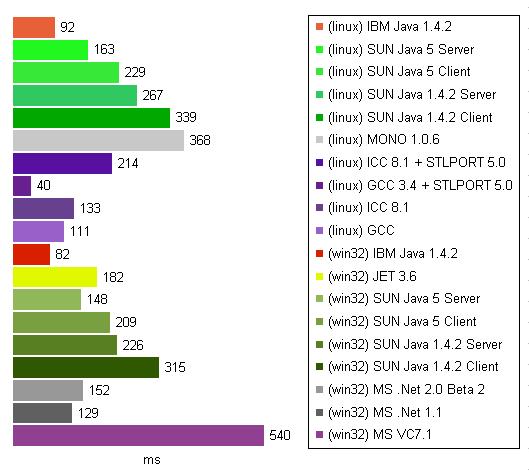 92
163
229
267
339
368
214
40
133
111
82
182
148
209
226
315
152
129
540
ms
(linux) IBM Java 1.4.2
(linux) SUN Java 5 Server
(linux) SUN Java 5 Client
(linux) SUN Java 1.4.2 Server
(linux) SUN Java 1.4.2 Client
(linux) MONO 1.0.6
(linux) ICC 8.1 + STLPORT 5.0
(linux) GCC 3.4 + STLPORT 5.0
(linux) ICC 8.1
(linux) GCC
(win32) IBM Java 1.4.2
(win32) JET 3.6
(win32) SUN Java 5 Server
(win32) SUN Java 5 Client
(win32) SUN Java 1.4.2 Server
(win32) SUN Java 1.4.2 Client
(win32) MS .Net 2.0 Beta 2
(win32) MS .Net 1.1
(win32) MS VC7.1